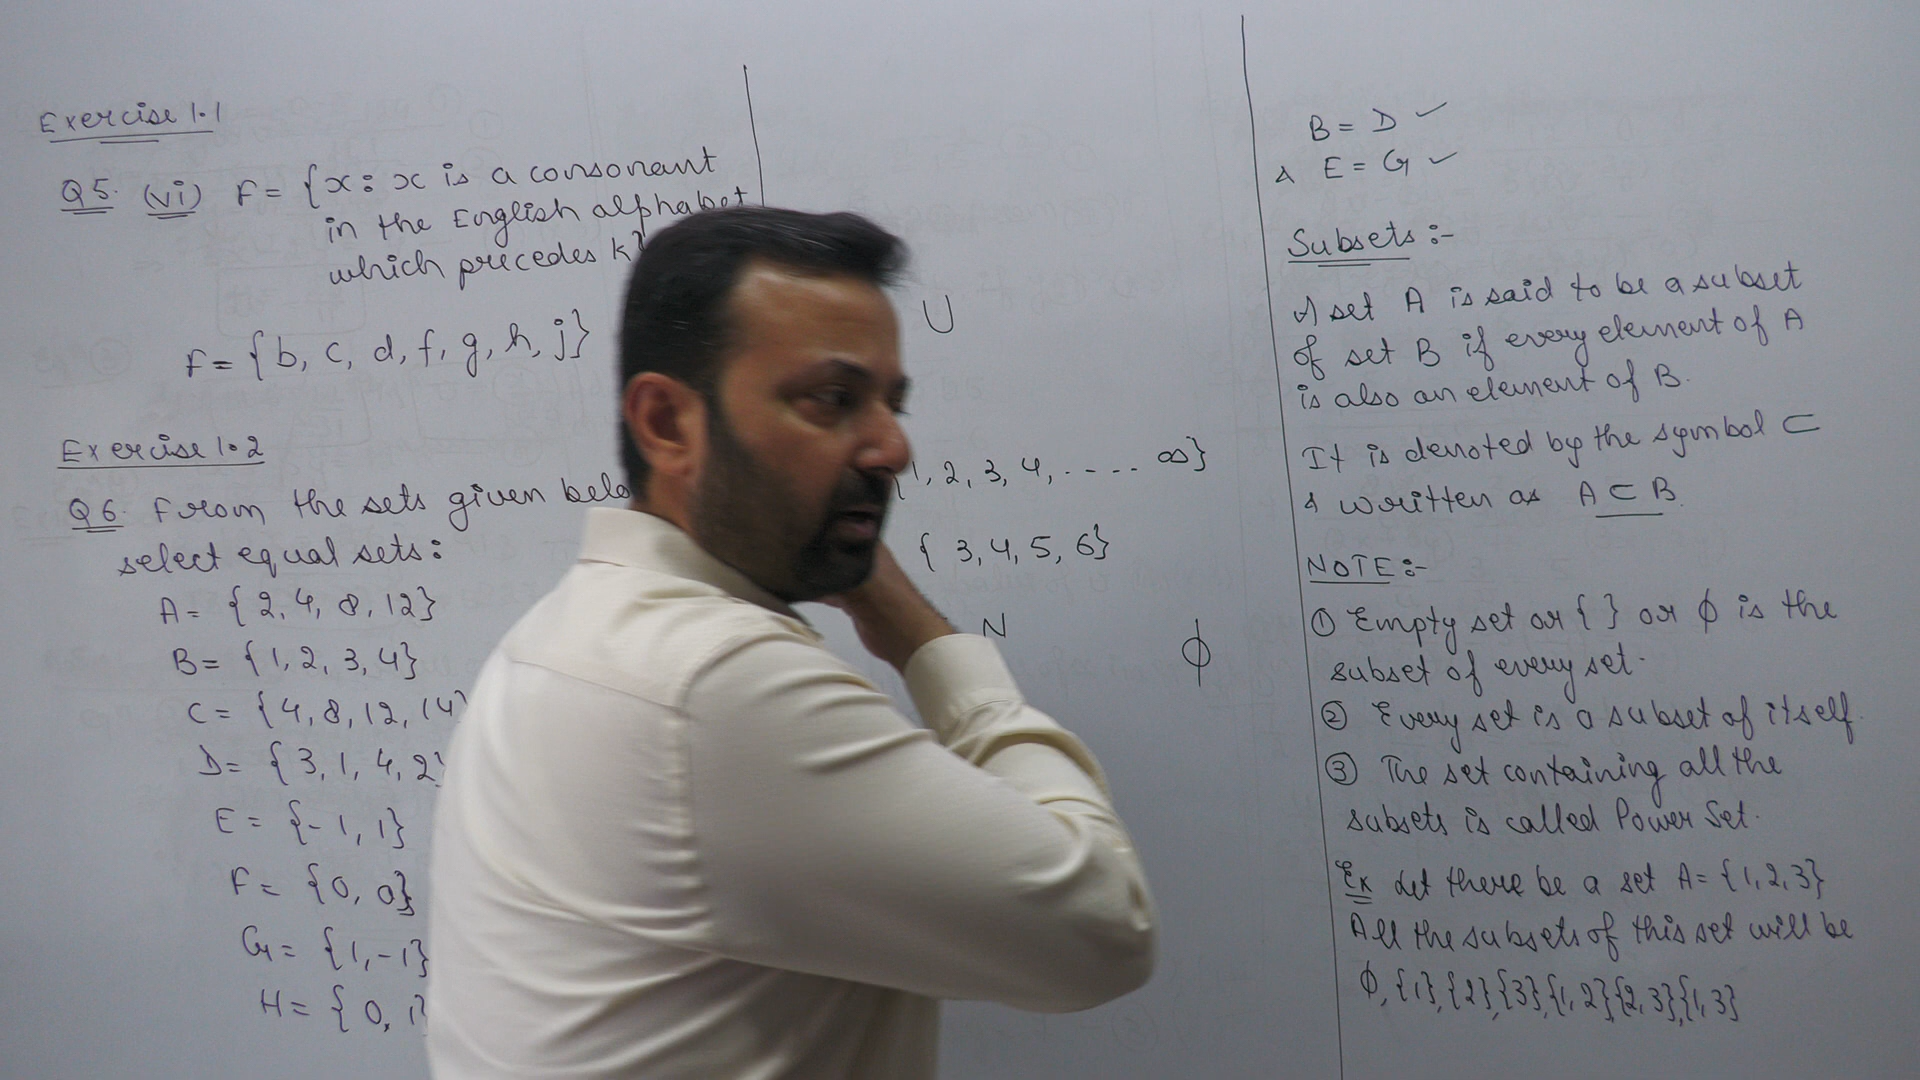 Exercise 1.1
Q5. (vi) F = {x : x is a consonant
in the English alphabet
which precedes k}
F = {b, c, d, f, g, h, j}
Exercise 1.2
Q6. From the sets given
select equal sets:
A = {2, 4, 8, 12}
B = {1, 2, 3, 4}
C = {4, 8, 12, 14}
D = {3, 1, 4, 2}
E = {-1, 1}
F = {0, a}
G = {1, -1}
H = {0, 1
U
1, 2, 3, 4, ..... ∞}
{ 3, 4, 5, 6}
N
ϕ
B = D ✓
& E = G ✓
Subsets :-
A set A is said to be a subset
of set B if every element of A
is also an element of B.
It is denoted by the symbol ⊂
& written as A ⊂ B.
NOTE :-
① Empty set or { } or ϕ is the
subset of every set.
② Every set is a subset of itself.
③ The set containing all the
subsets is called Power Set.
Ex Let there be a set A = {1, 2, 3}
All the subsets of this set will be
ϕ, {1}, {2}, {3}, {1, 2}, {2, 3}, {1, 3}